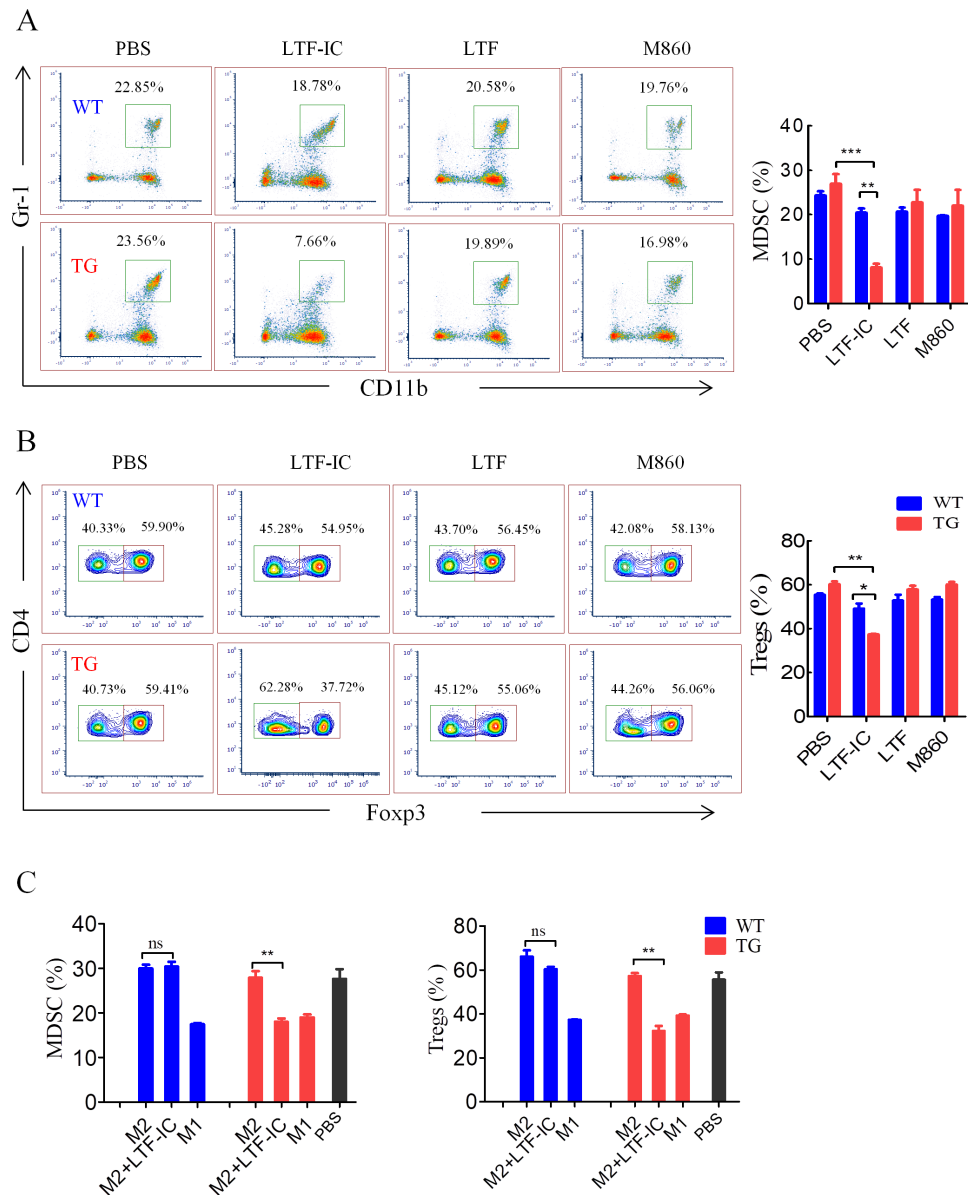 A
PBS LTF-IC LTF M860
22.85% 18.78% 20.58% 19.76%
WT
23.56% 7.66% 19.89% 16.98%
TG
Gr-1
CD11b
40
30
20
10
0
MDSC (%)
***
**
PBS LTF-IC LTF M860
B
PBS LTF-IC LTF M860
WT
40.33% 59.90% 45.28% 54.95% 43.70% 56.45% 42.08% 58.13%
TG
40.73% 59.41% 62.28% 37.72% 45.12% 55.06% 44.26% 56.06%
CD4
Foxp3
WT
TG
80
60
40
20
0
Tregs (%)
**
*
PBS LTF-IC LTF M860
C
40
30
20
10
0
MDSC (%)
ns
**
M2 M2+LTF-IC M1 M2 M2+LTF-IC M1 PBS
80
60
40
20
0
Tregs (%)
ns
**
WT
TG
M2 M2+LTF-IC M1 M2 M2+LTF-IC M1 PBS